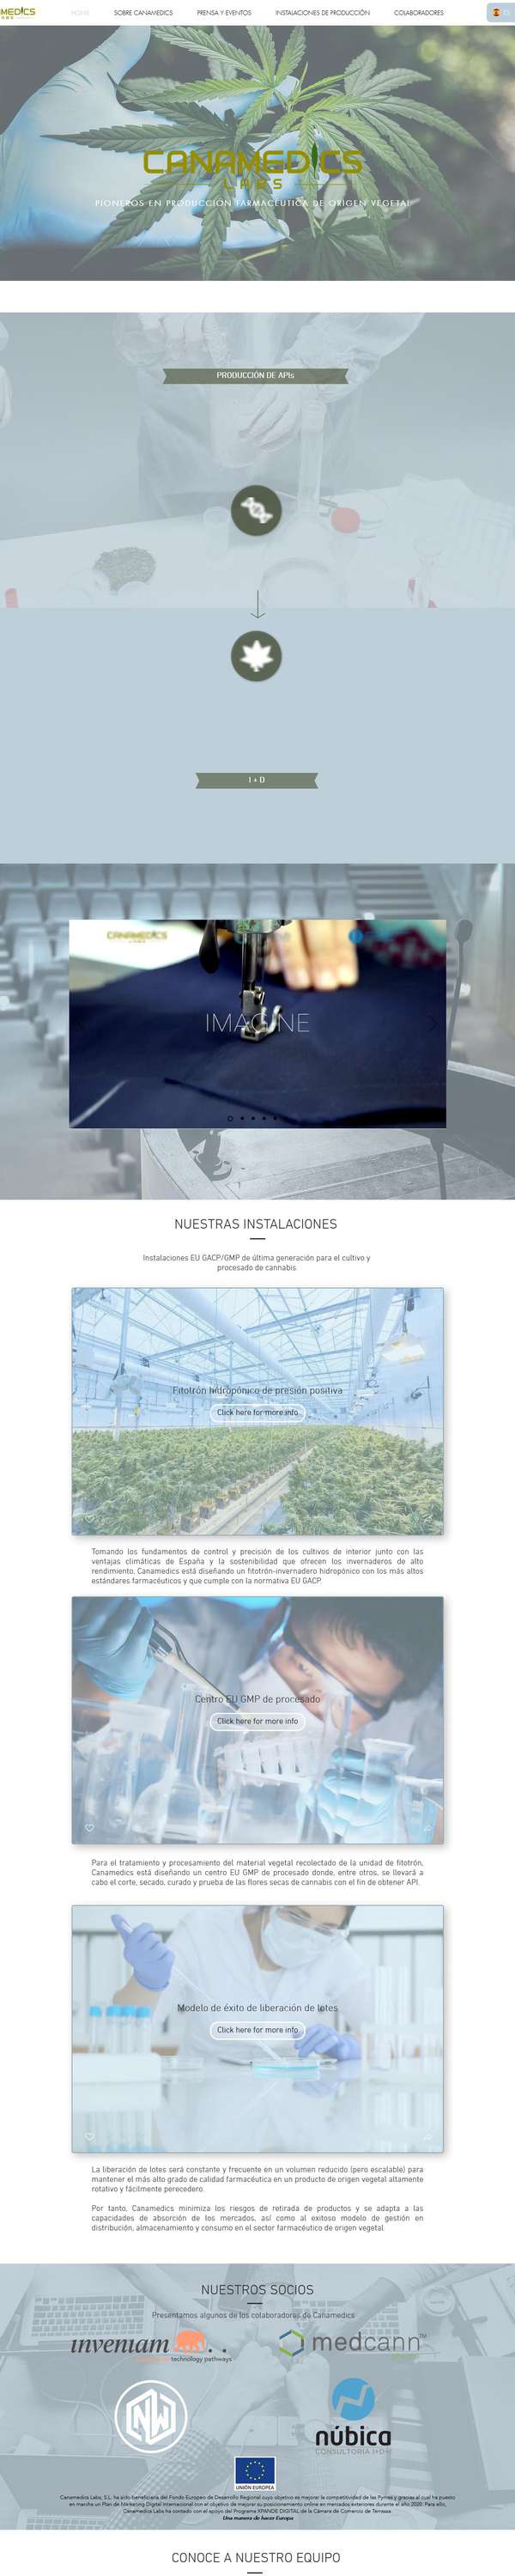 MEDICS
LABS
HOME
SOBRE CANAMEDICS
PRENSA Y EVENTOS
INSTALACIONES DE PRODUCCIÓN
COLABORADORES
ES
CANAMEDICS
LABS
PIONEROS EN PRODUCCIÓN FARMACÉUTICA DE ORIGEN VEGETAL
PRODUCCIÓN DE APIs
I + D
CANAMEDICS
LABS
IMAGINE
NUESTRAS INSTALACIONES
Instalaciones EU GACP/GMP de última generación para el cultivo y
procesado de cannabis
Fitotrón hidropónico de presión positiva
Click here for more info
Tomando los fundamentos de control y precisión de los cultivos de interior junto con las
ventajas climáticas de España y la sostenibilidad que ofrecen los invernaderos de alto
rendimiento, Canamedics está diseñando un fitotrón-invernadero hidropónico con los más altos
estándares farmacéuticos y que cumple con la normativa EU GACP.
Centro EU GMP de procesado
Click here for more info
Para el tratamiento y procesamiento del material vegetal recolectado de la unidad de fitotrón,
Canamedics está diseñando un centro EU GMP de procesado donde, entre otros, se llevará a
cabo el corte, secado, curado y prueba de las flores secas de cannabis con el fin de obtener API.
Modelo de éxito de liberación de lotes
Click here for more info
La liberación de lotes será constante y frecuente en un volumen reducido (pero escalable) para
mantener el más alto grado de calidad farmacéutica en un producto de origen vegetal altamente
rotativo y fácilmente perecedero.
Por tanto, Canamedics minimiza los riesgos de retirada de productos y se adapta a las
capacidades de absorción de los mercados, así como al exitoso modelo de gestión en
distribución, almacenamiento y consumo en el sector farmacéutico de origen vegetal.
NUESTROS SOCIOS
Presentamos algunos de los colaboradores de Canamedics
inveniam
technology pathways
medcann™
núbica
CONSULTORIA I+D+I
UNIÓN EUROPEA
Canamedics Labs, S.L. ha sido beneficiaria del Fondo Europeo de Desarrollo Regional cuyo objetivo es mejorar la competitividad de las Pymes y gracias al cual ha puesto
en marcha un Plan de Marketing Digital Internacional con el objetivo de mejorar su posicionamiento online en mercados exteriores durante el año 2020. Para ello,
Canamedics Labs ha contado con el apoyo del Programa XPANDE DIGITAL de la Cámara de Comercio de Terrassa
Una manera de hacer Europa
CONOCE A NUESTRO EQUIPO